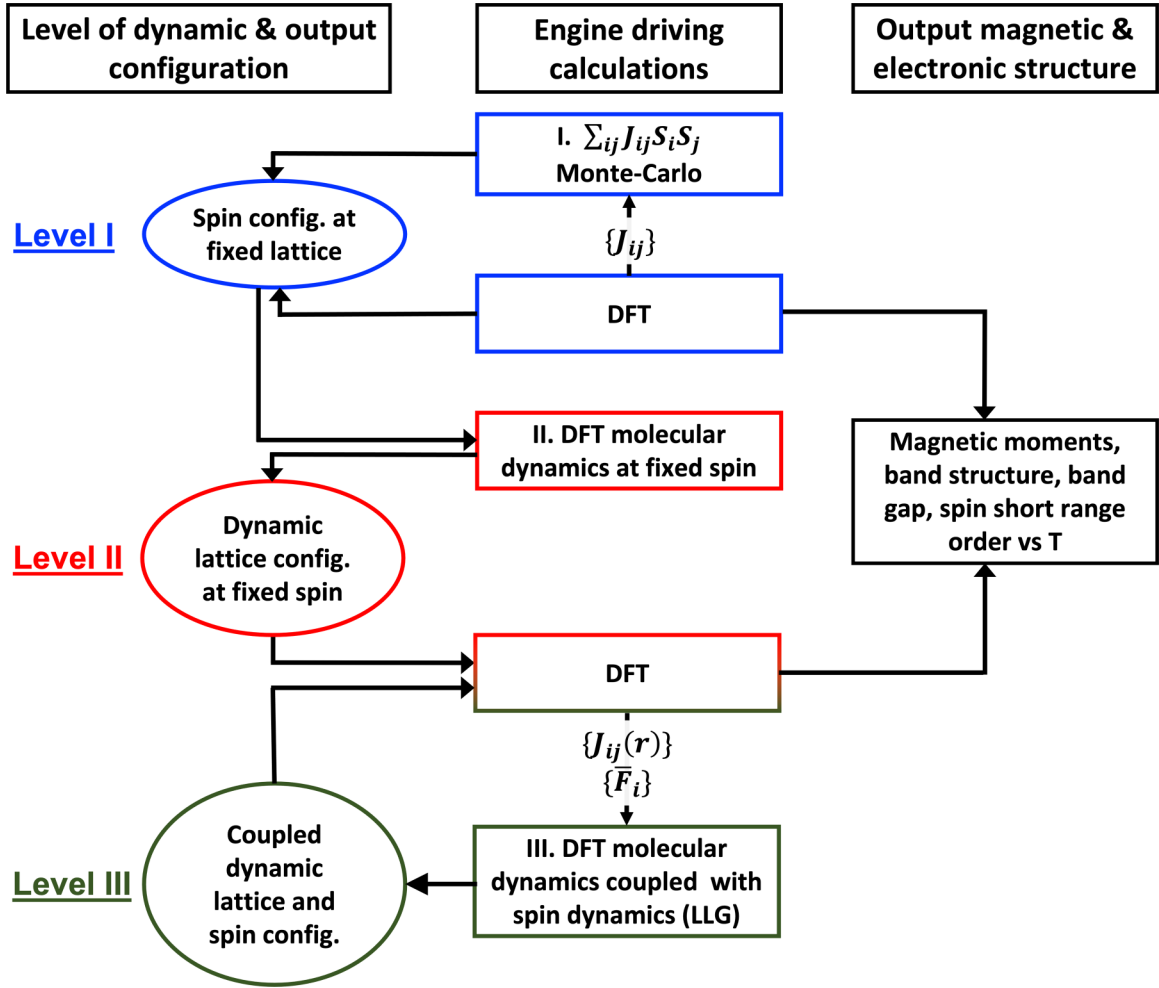 Level of dynamic & output
configuration
Engine driving
calculations
Output magnetic &
electronic structure
I. ∑ᵢⱼ JᵢⱼSᵢSⱼ
Monte-Carlo
Level I
Spin config. at
fixed lattice
{Jᵢⱼ}
DFT
II. DFT molecular
dynamics at fixed spin
Magnetic moments,
band structure, band
gap, spin short range
order vs T
Level II
Dynamic
lattice config.
at fixed spin
DFT
{Jᵢⱼ(r)}
{F̅ᵢ}
Level III
Coupled
dynamic
lattice and
spin config.
III. DFT molecular
dynamics coupled with
spin dynamics (LLG)